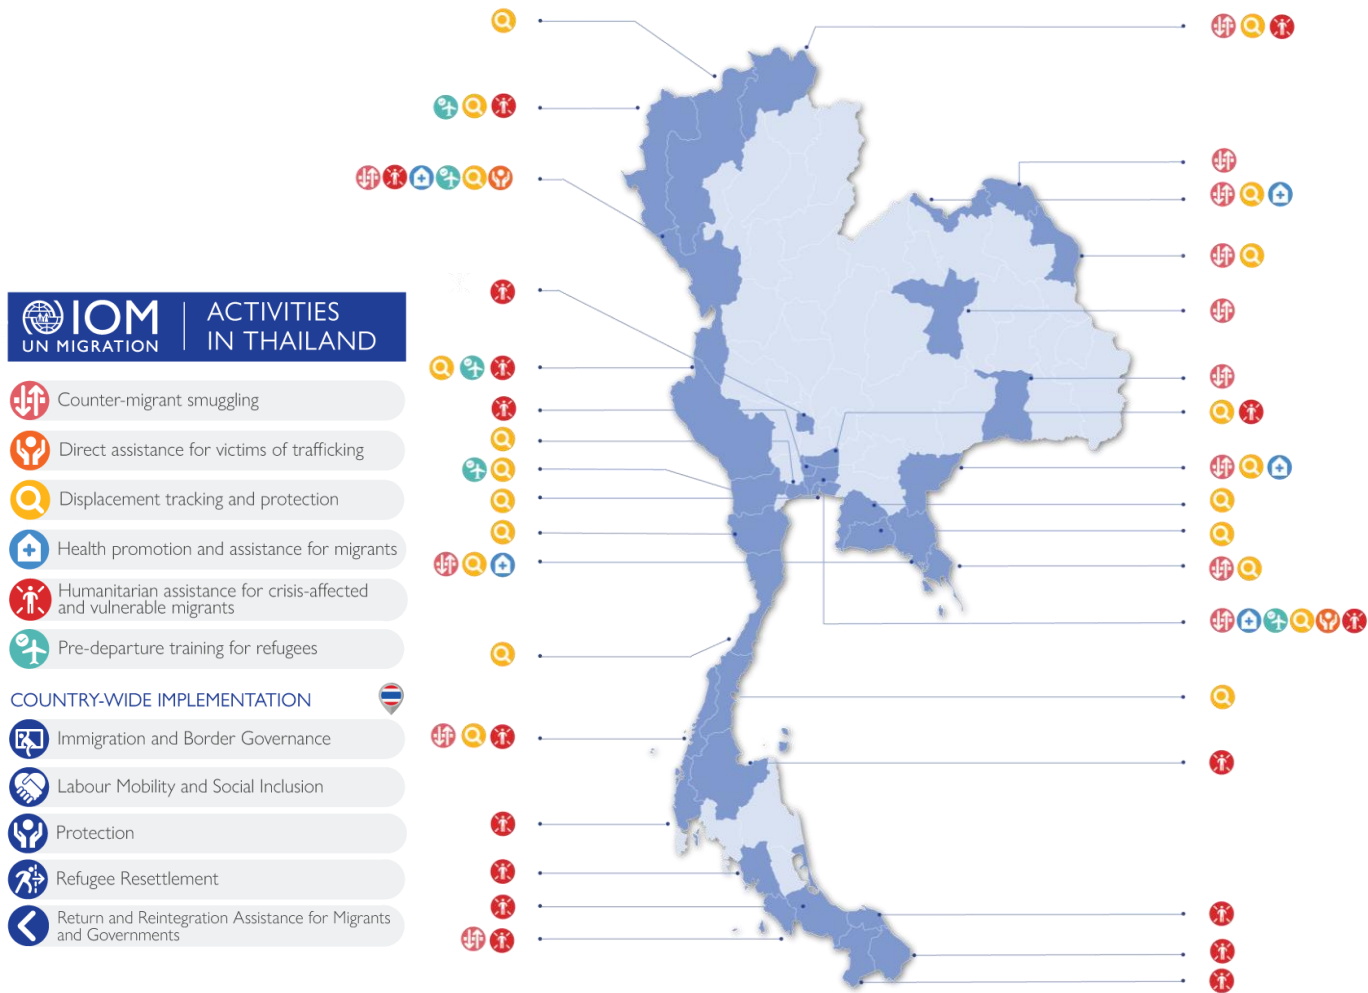 IOM
UN MIGRATION
ACTIVITIES
IN THAILAND
Counter-migrant smuggling
Direct assistance for victims of trafficking
Displacement tracking and protection
Health promotion and assistance for migrants
Humanitarian assistance for crisis-affected
and vulnerable migrants
Pre-departure training for refugees
COUNTRY-WIDE IMPLEMENTATION
Immigration and Border Governance
Labour Mobility and Social Inclusion
Protection
Refugee Resettlement
Return and Reintegration Assistance for Migrants
and Governments